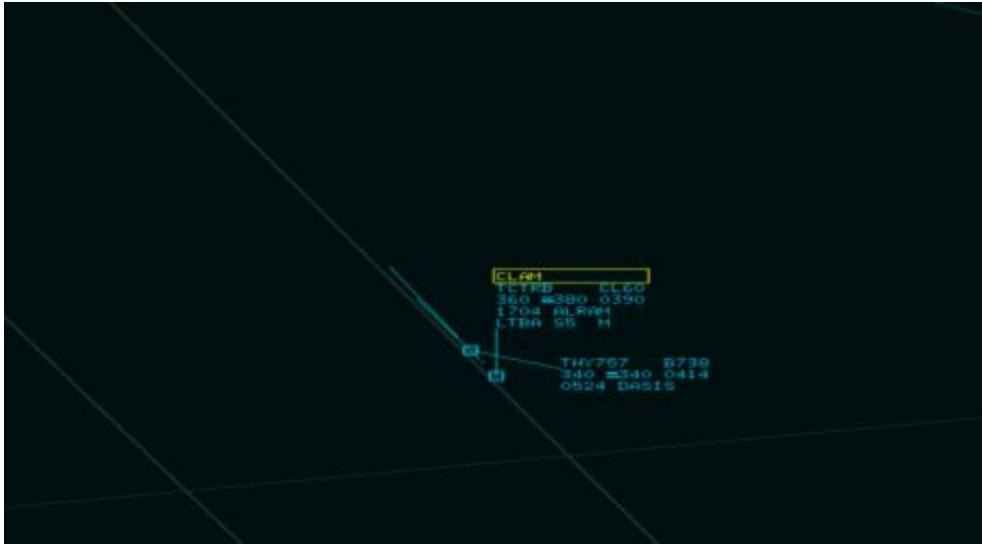 CLAM
TCTRB CL60
360 =380 0390
1704 ALRAM
LTBA S5 M
THY757 B738
340 =340 0414
0524 DASIS